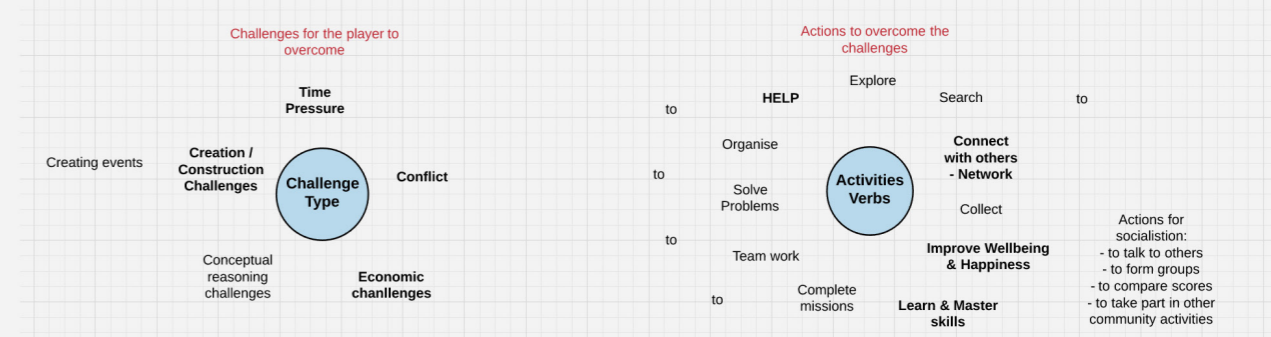 Challenges for the player to
overcome
Time
Pressure
Creating events
Creation /
Construction
Challenges
Challenge
Type
Conflict
Conceptual
reasoning
challenges
Economic
chanllenges
Actions to overcome the
challenges
Explore
HELP
Search
to
to
Organise
Connect
with others
- Network
to
Activities
Verbs
Solve
Problems
Collect
Actions for
socialistion:
- to talk to others
- to form groups
- to compare scores
- to take part in other
community activities
to
Team work
Improve Wellbeing
& Happiness
to
Complete
missions
Learn & Master
skills